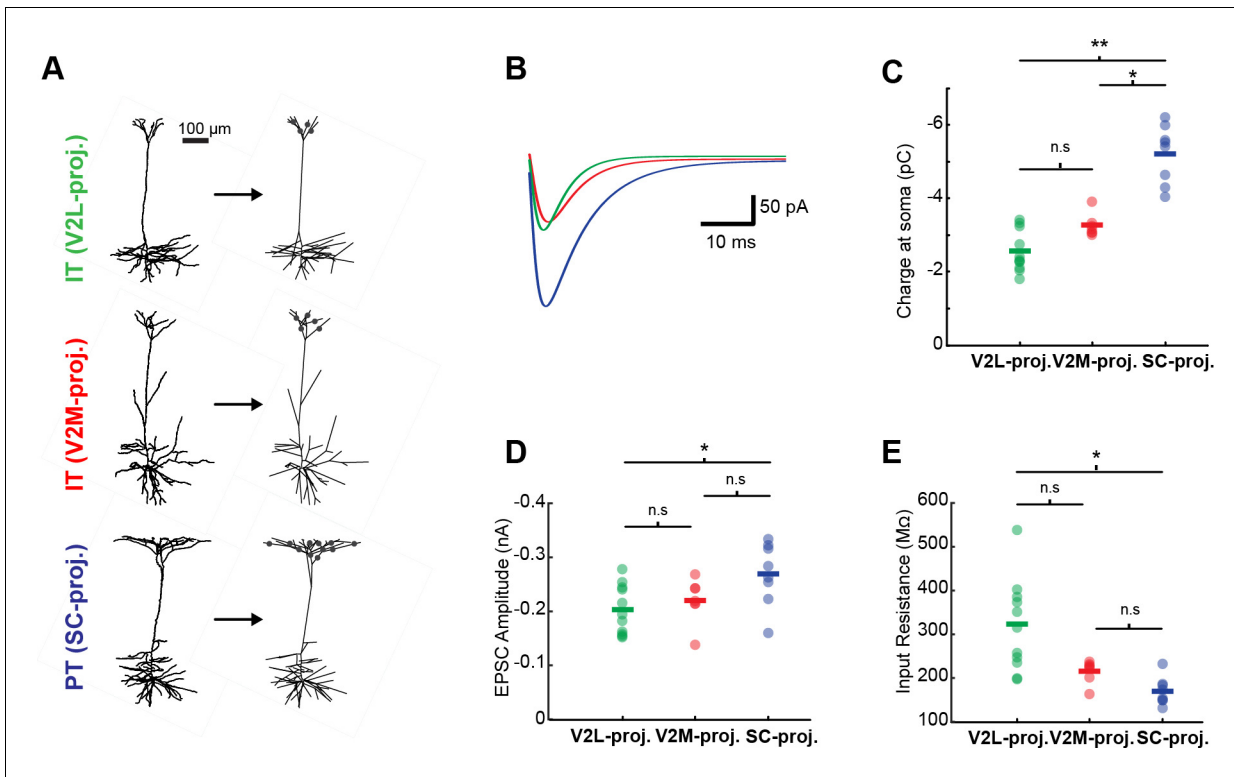 A
100 µm
IT (V2L-proj.)
IT (V2M-proj.)
PT (SC-proj.)
B
50 pA
10 ms
C
**
*
n.s
Charge at soma (pC)
-6
-4
-2
0
V2L-proj. V2M-proj. SC-proj.
D
*
n.s
n.s
EPSC Amplitude (nA)
-0.4
-0.3
-0.2
-0.1
0
V2L-proj. V2M-proj. SC-proj.
E
*
n.s
n.s
Input Resistance (MΩ)
600
500
400
300
200
100
V2L-proj. V2M-proj. SC-proj.